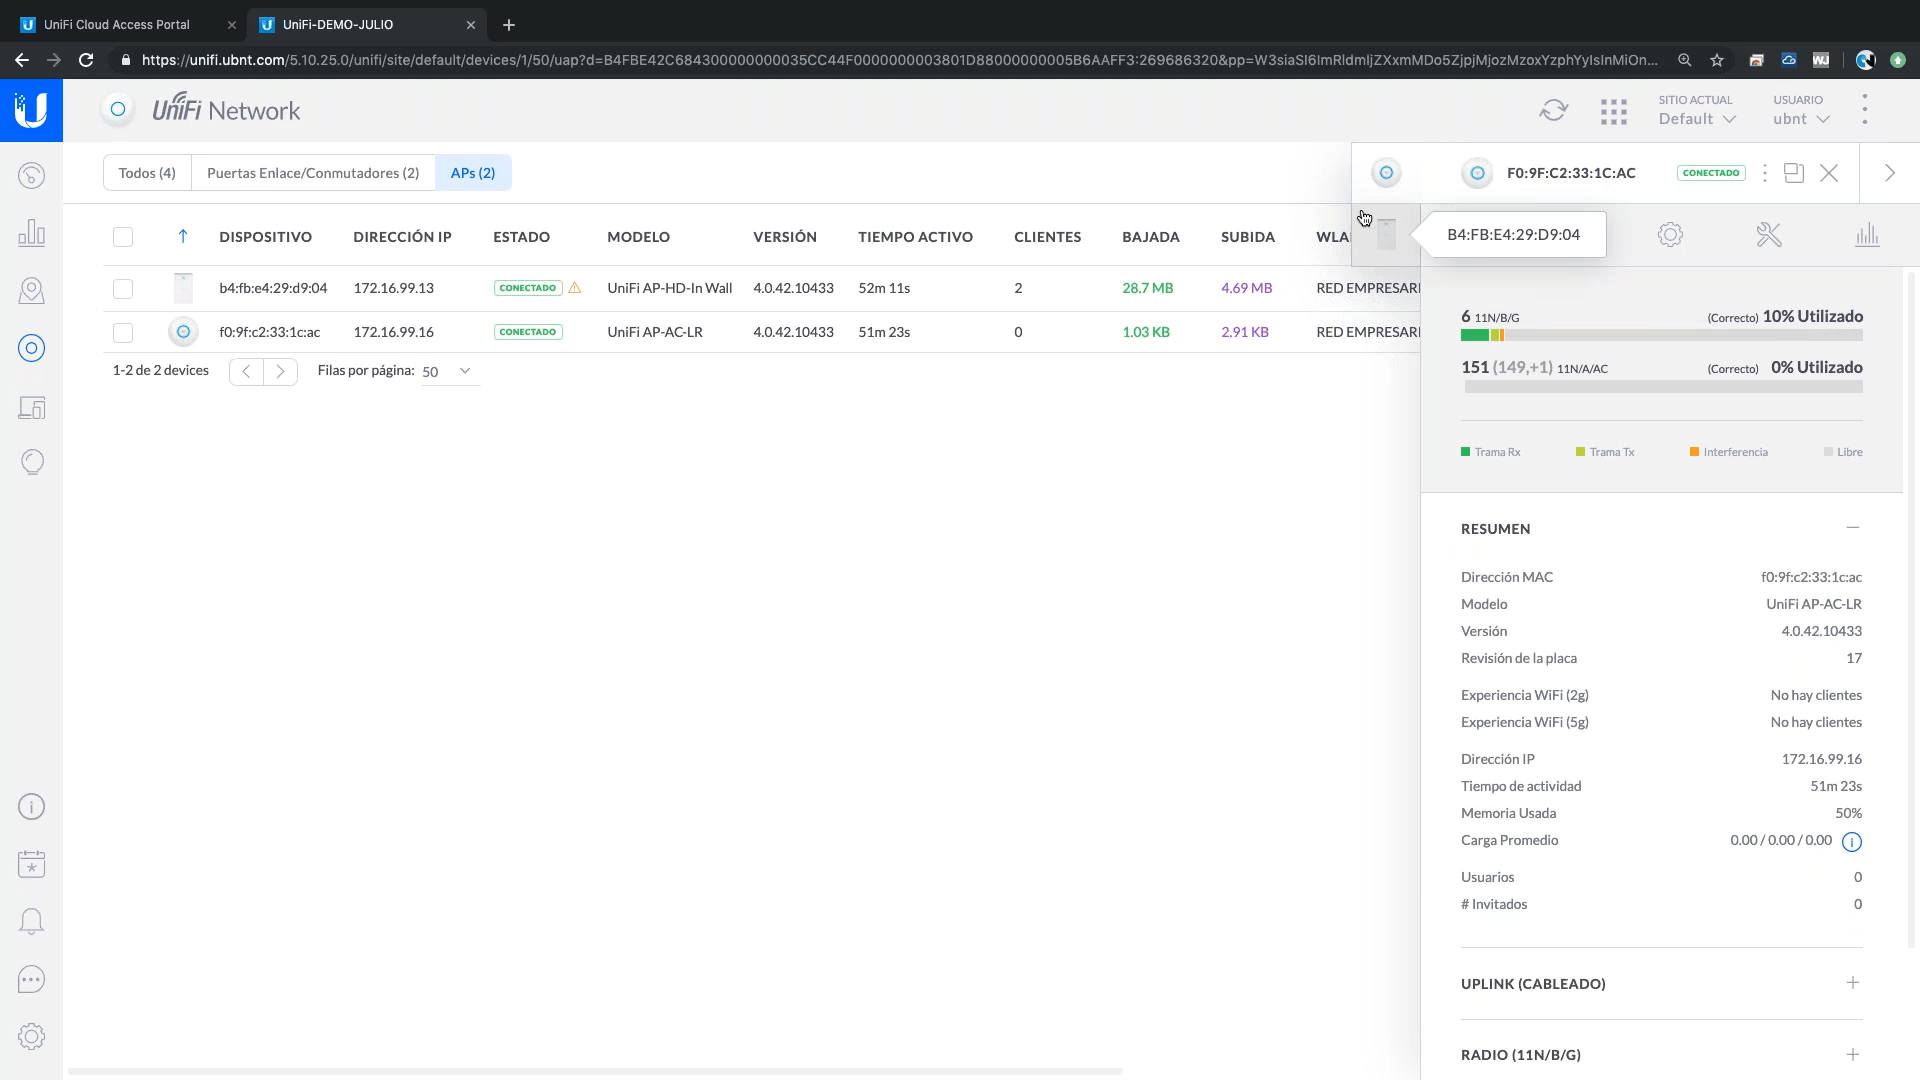 UniFi Cloud Access Portal
UniFi-DEMO-JULIO
https://unifi.ubnt.com/5.10.25.0/unifi/site/default/devices/1/50/uap?d=B4FBE42C684300000000035CC44F0000000003801D88000000005B6AAFF3:269686320&pp=W3siaSI6ImRldmljZXxmMDo5ZjpjMjozMzoxYzphYyIsInMiOn...
UniFi Network
SITIO ACTUAL
Default
USUARIO
ubnt
Todos (4)
Puertas Enlace/Conmutadores (2)
APs (2)
F0:9F:C2:33:1C:AC
CONECTADO
B4:FB:E4:29:D9:04
DISPOSITIVO DIRECCIÓN IP ESTADO MODELO VERSIÓN TIEMPO ACTIVO CLIENTES BAJADA SUBIDA WLA
b4:fb:e4:29:d9:04 172.16.99.13 CONECTADO UniFi AP-HD-In Wall 4.0.42.10433 52m 11s 2 28.7 MB 4.69 MB RED EMPRESARI
f0:9f:c2:33:1c:ac 172.16.99.16 CONECTADO UniFi AP-AC-LR 4.0.42.10433 51m 23s 0 1.03 KB 2.91 KB RED EMPRESARI
1-2 de 2 devices
Filas por página: 50
6 11N/B/G (Correcto) 10% Utilizado
151 (149,+1) 11N/A/AC (Correcto) 0% Utilizado
Trama Rx Trama Tx Interferencia Libre
RESUMEN
Dirección MAC f0:9f:c2:33:1c:ac
Modelo UniFi AP-AC-LR
Versión 4.0.42.10433
Revisión de la placa 17
Experiencia WiFi (2g) No hay clientes
Experiencia WiFi (5g) No hay clientes
Dirección IP 172.16.99.16
Tiempo de actividad 51m 23s
Memoria Usada 50%
Carga Promedio 0.00 / 0.00 / 0.00
Usuarios 0
# Invitados 0
UPLINK (CABLEADO)
RADIO (11N/B/G)